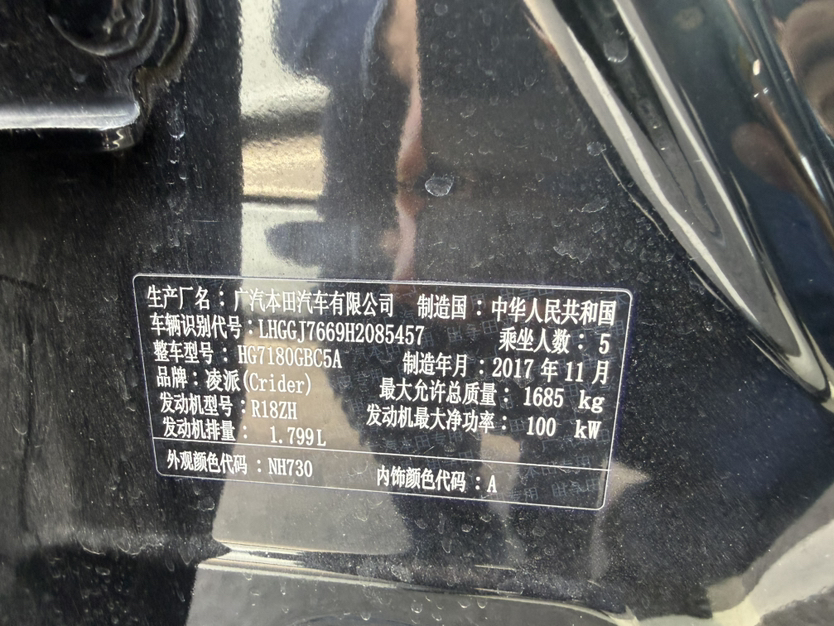 生产厂名：广汽本田汽车有限公司 制造国：中华人民共和国
车辆识别代号：LHGGJ7669H2085457 乘坐人数：5
整车型号：HG7180GBC5A 制造年月：2017 年 11 月
品牌：凌派(Crider) 最大允许总质量：1685 kg
发动机型号：R18ZH 发动机最大净功率：100 kW
发动机排量：1.799L
外观颜色代码：NH730 内饰颜色代码：A